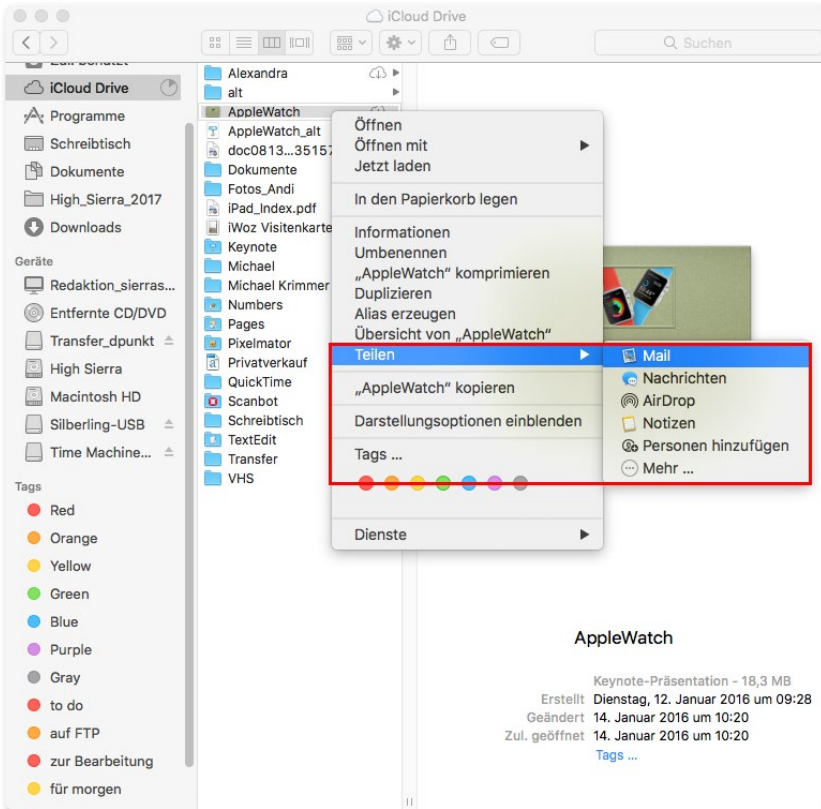 iCloud Drive
Suchen
iCloud Drive
Programme
Schreibtisch
Dokumente
High_Sierra_2017
Downloads
Geräte
Redaktion_sierras...
Entfernte CD/DVD
Transfer_dpunkt
High Sierra
Macintosh HD
Silberling-USB
Time Machine...
Tags
Red
Orange
Yellow
Green
Blue
Purple
Gray
to do
auf FTP
zur Bearbeitung
für morgen
Alexandra
alt
AppleWatch
AppleWatch_alt
doc0813...35157
Dokumente
Fotos_Andi
iPad_Index.pdf
iWoz Visitenkarte
Keynote
Michael
Michael Krimmer
Numbers
Pages
Pixelmator
Privatverkauf
QuickTime
Scanbot
Schreibtisch
TextEdit
Transfer
VHS
Öffnen
Öffnen mit
Jetzt laden
In den Papierkorb legen
Informationen
Umbenennen
„AppleWatch“ komprimieren
Duplizieren
Alias erzeugen
Übersicht von „AppleWatch“
Teilen
„AppleWatch“ kopieren
Darstellungsoptionen einblenden
Tags ...
Dienste
Mail
Nachrichten
AirDrop
Notizen
Personen hinzufügen
Mehr ...
AppleWatch
Keynote-Präsentation - 18,3 MB
Erstellt Dienstag, 12. Januar 2016 um 09:28
Geändert 14. Januar 2016 um 10:20
Zul. geöffnet 14. Januar 2016 um 10:20
Tags ...